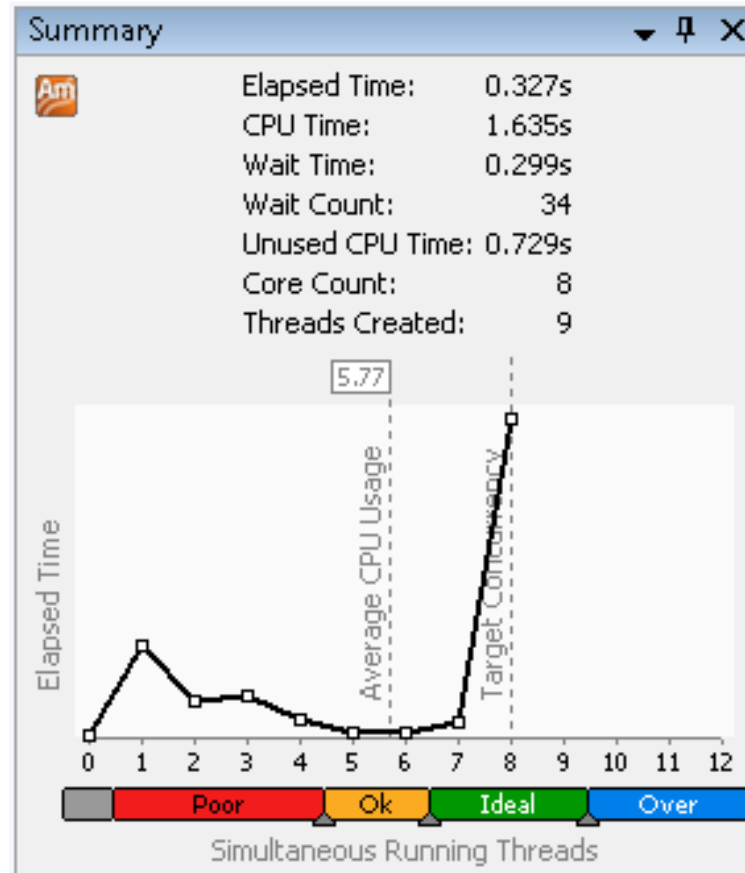 Summary
Am
Elapsed Time: 0.327s
CPU Time: 1.635s
Wait Time: 0.299s
Wait Count: 34
Unused CPU Time: 0.729s
Core Count: 8
Threads Created: 9
5.77
Average CPU Usage
Target Concurrency
Elapsed Time
0 1 2 3 4 5 6 7 8 9 10 11 12
Poor Ok Ideal Over
Simultaneous Running Threads